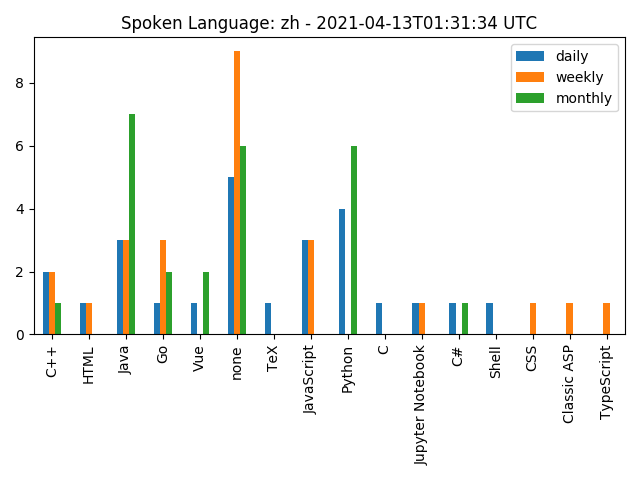 Spoken Language: zh - 2021-04-13T01:31:34 UTC
daily
weekly
monthly
8
6
4
2
0
C++
HTML
Java
Go
Vue
none
TeX
JavaScript
Python
C
Jupyter Notebook
C#
Shell
CSS
Classic ASP
TypeScript